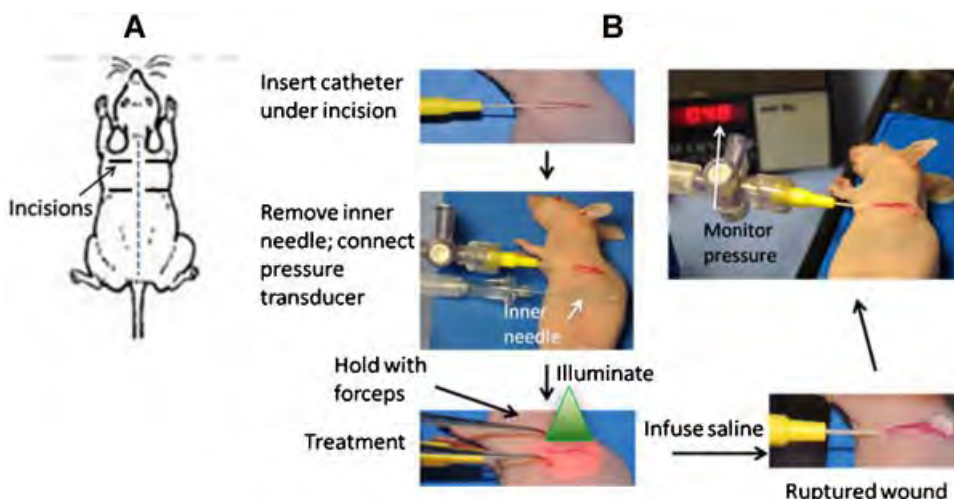 A
B
Incisions
Insert catheter
under incision
Remove inner
needle; connect
pressure
transducer
Inner
needle
Hold with
forceps
Illuminate
Treatment
Infuse saline
Ruptured wound
Monitor
pressure